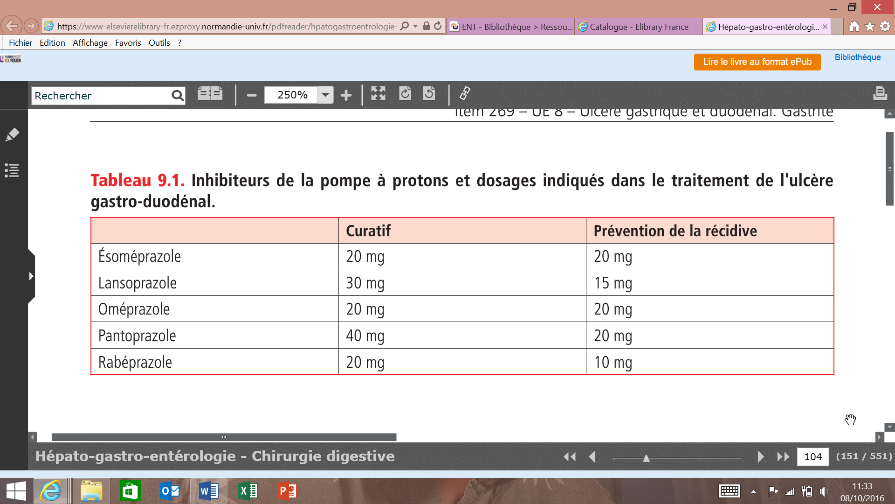 https://www-elsevierelibrary-fr.ezproxy.normandie-univ.fr/pdfreader/hpatogastroentrologie-
ENT - Bibliothèque > Ressou...
Catalogue - Elibrary France
Hépato-gastro-entérologi...
Fichier Edition Affichage Favoris Outils ?
Lire le livre au format ePub
Bibliothèque
Rechercher
250%
Item 269 – UE 8 – Ulcère gastrique et duodénal. Gastrite
Tableau 9.1. Inhibiteurs de la pompe à protons et dosages indiqués dans le traitement de l'ulcère
gastro-duodénal.
Curatif Prévention de la récidive
Ésoméprazole 20 mg 20 mg
Lansoprazole 30 mg 15 mg
Oméprazole 20 mg 20 mg
Pantoprazole 40 mg 20 mg
Rabéprazole 20 mg 10 mg
Hépato-gastro-entérologie - Chirurgie digestive
104 (151 / 551)
11:33
08/10/2016